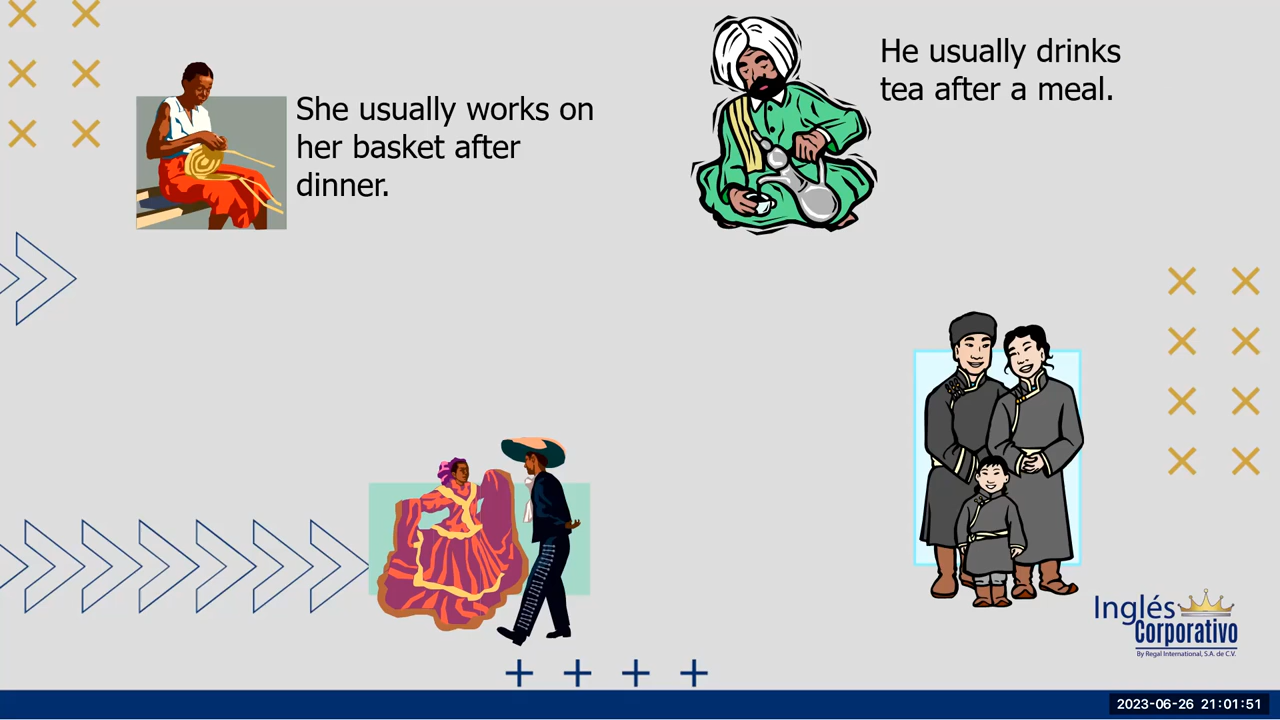 She usually works on
her basket after
dinner.
He usually drinks
tea after a meal.
Inglés
Corporativo
By Regal International, S.A. de C.V.
2023-06-26 21:01:51